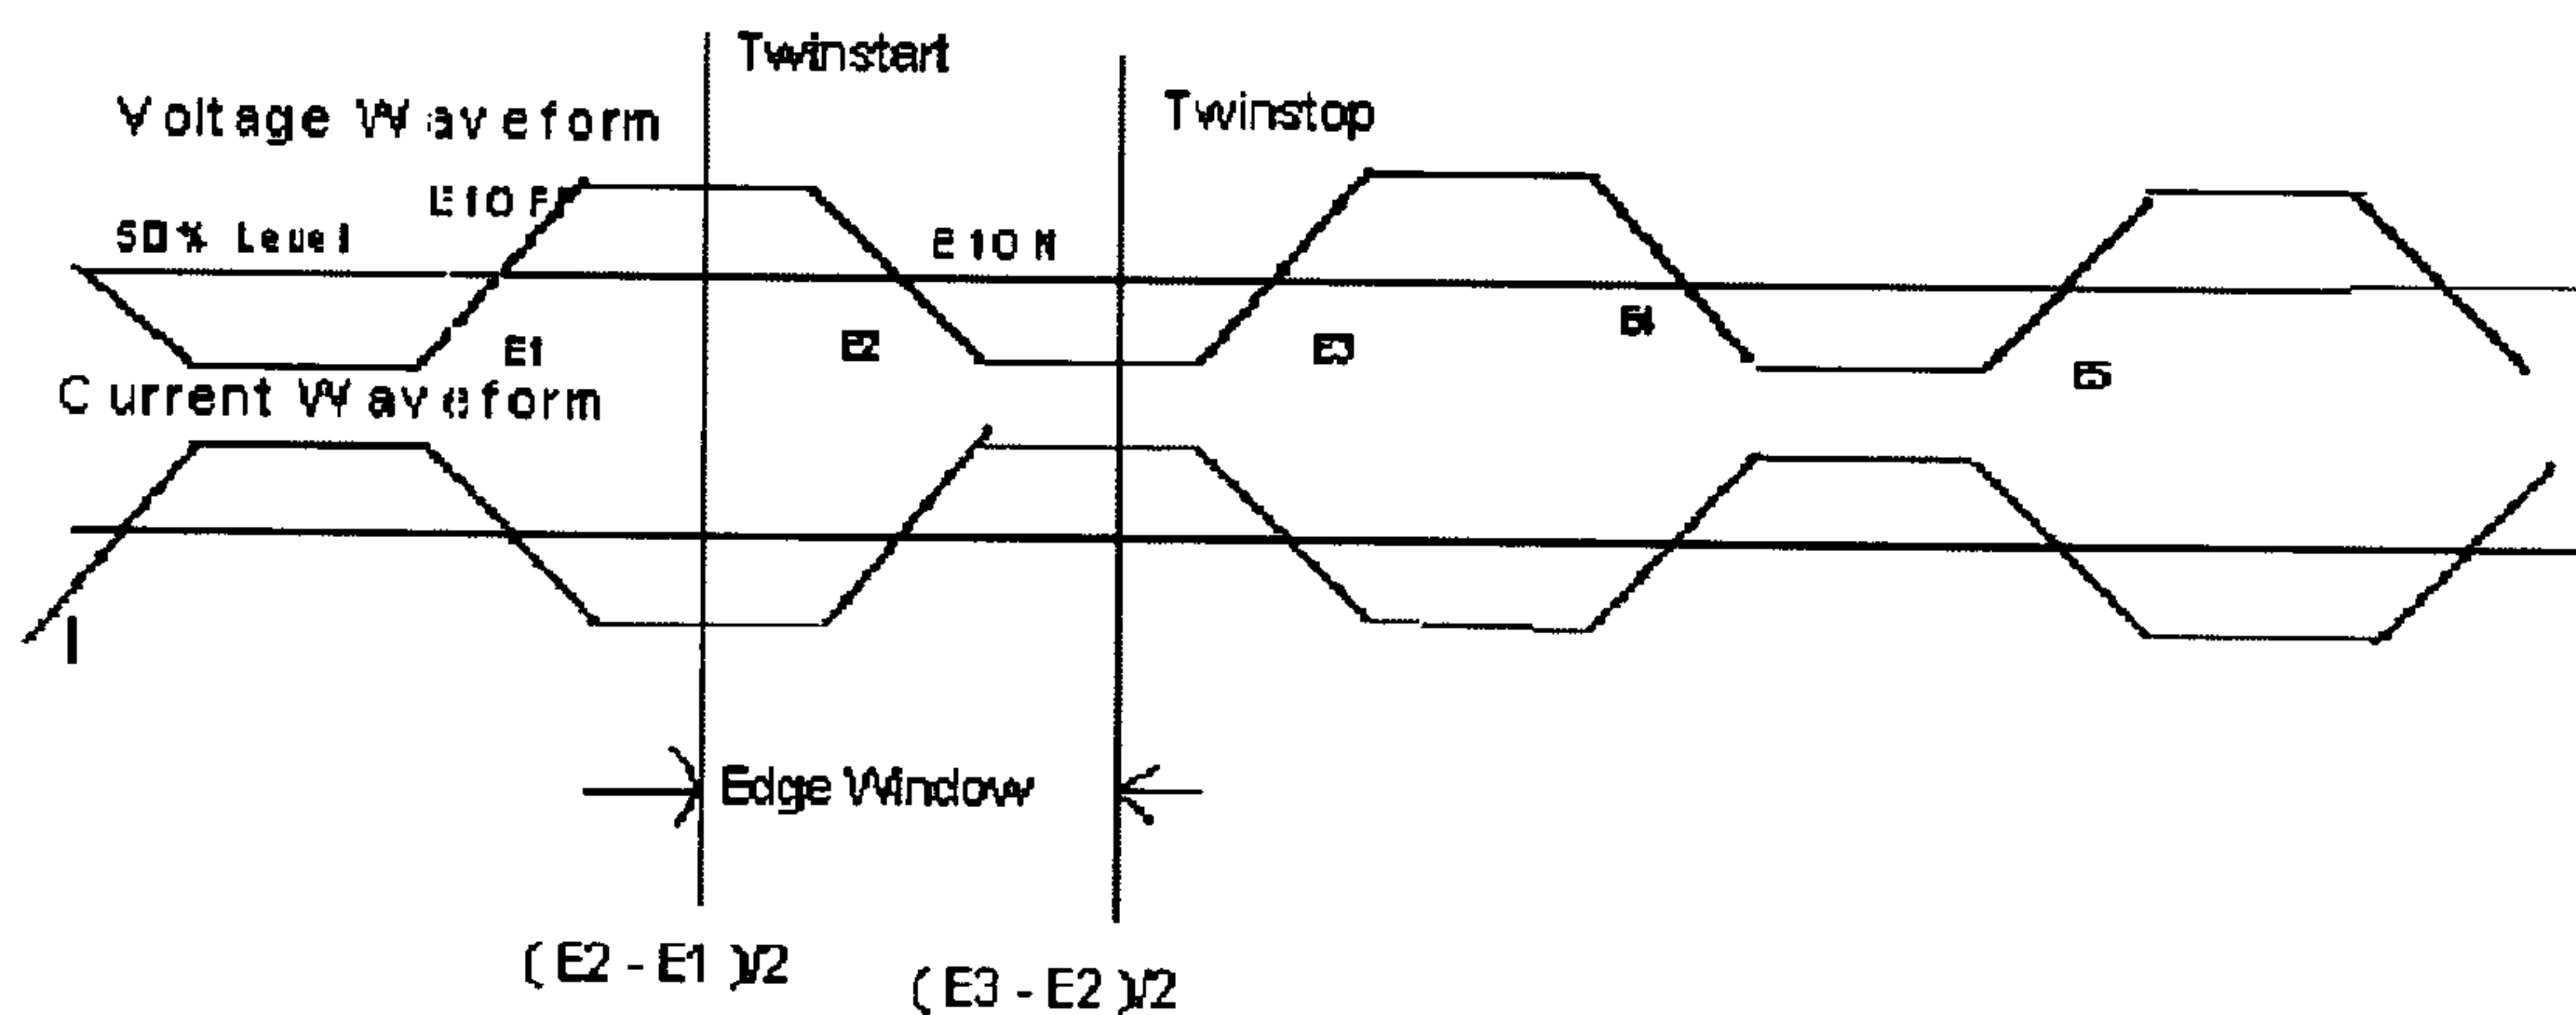 Twinstart
Voltage Waveform
Twinstop
50% Level
E2
E1
E3
E4
E5
Current Waveform
I
Edge Window
(E2 - E1)/2
(E3 - E2)/2